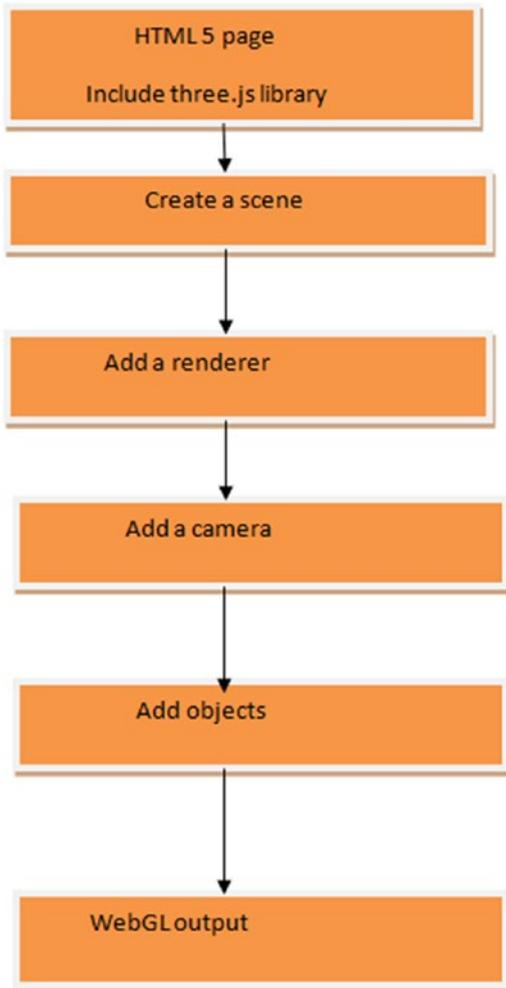 HTML 5 page
Include three.js library
Create a scene
Add a renderer
Add a camera
Add objects
WebGL output